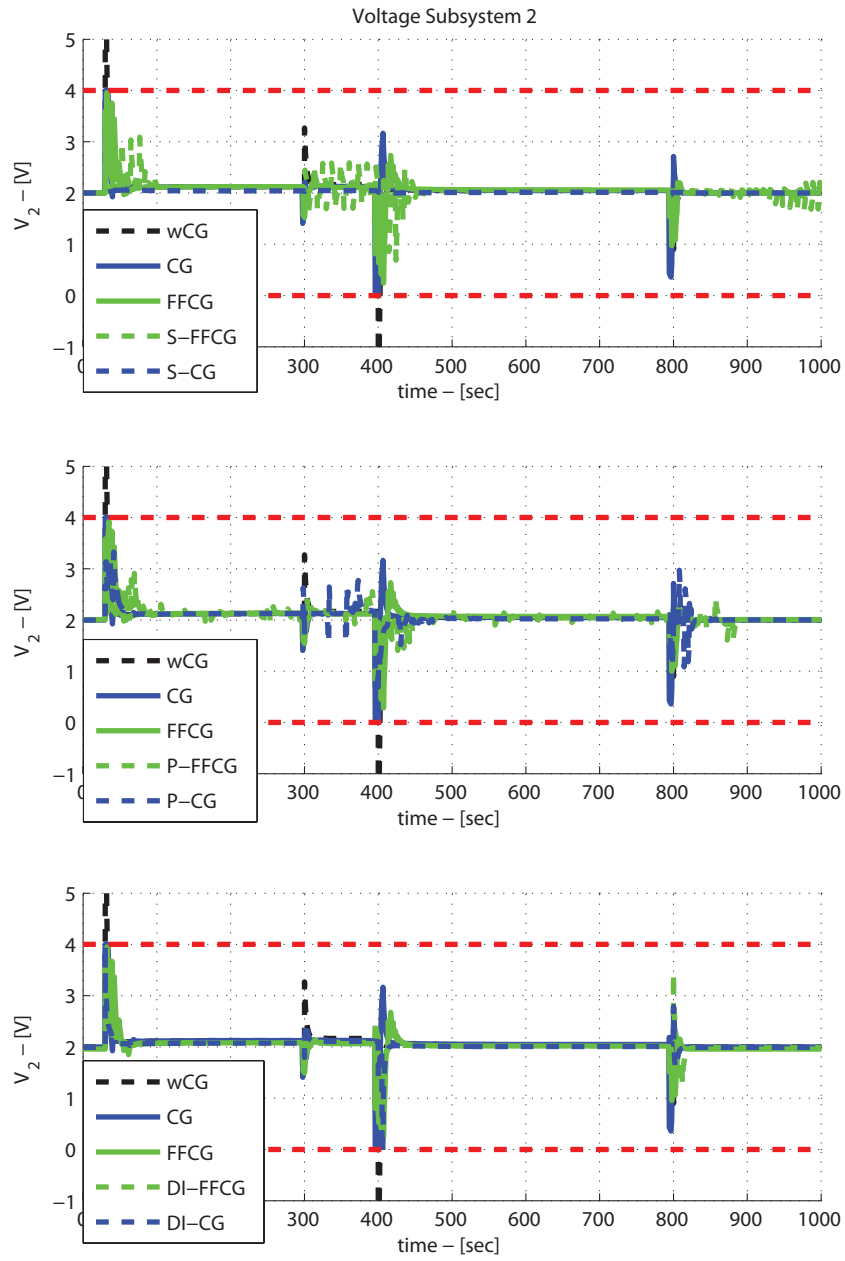 Voltage Subsystem 2
5
4
3
2
1
0
−1
V_2 − [V]
wCG
CG
FFCG
S−FFCG
S−CG
300 400 500 600 700 800 900 1000
time − [sec]
5
4
3
2
1
0
−1
V_2 − [V]
wCG
CG
FFCG
P−FFCG
P−CG
300 400 500 600 700 800 900 1000
time − [sec]
5
4
3
2
1
0
−1
V_2 − [V]
wCG
CG
FFCG
DI−FFCG
DI−CG
300 400 500 600 700 800 900 1000
time − [sec]